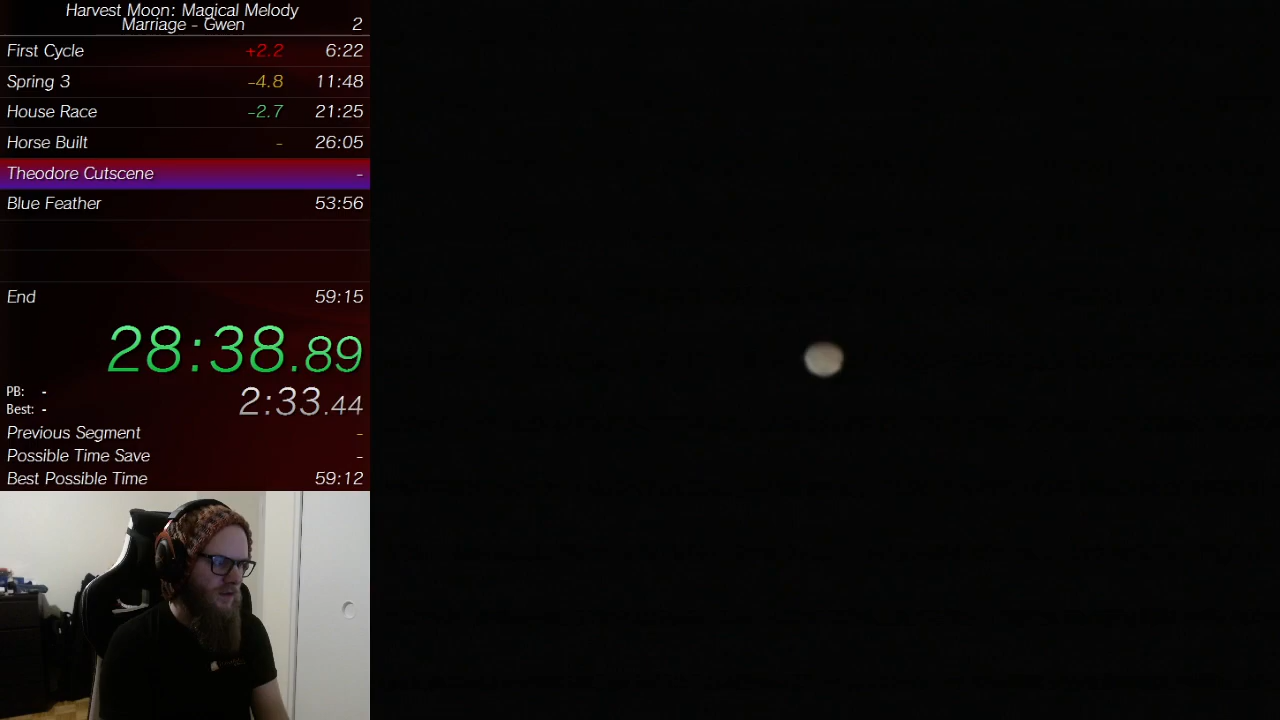 Harvest Moon: Magical Melody
Marriage - Gwen 2
First Cycle +2.2 6:22
Spring 3 -4.8 11:48
House Race -2.7 21:25
Horse Built - 26:05
Theodore Cutscene -
Blue Feather 53:56
End 59:15
28:38.89
PB: -
2:33.44
Best: -
Previous Segment -
Possible Time Save -
Best Possible Time 59:12